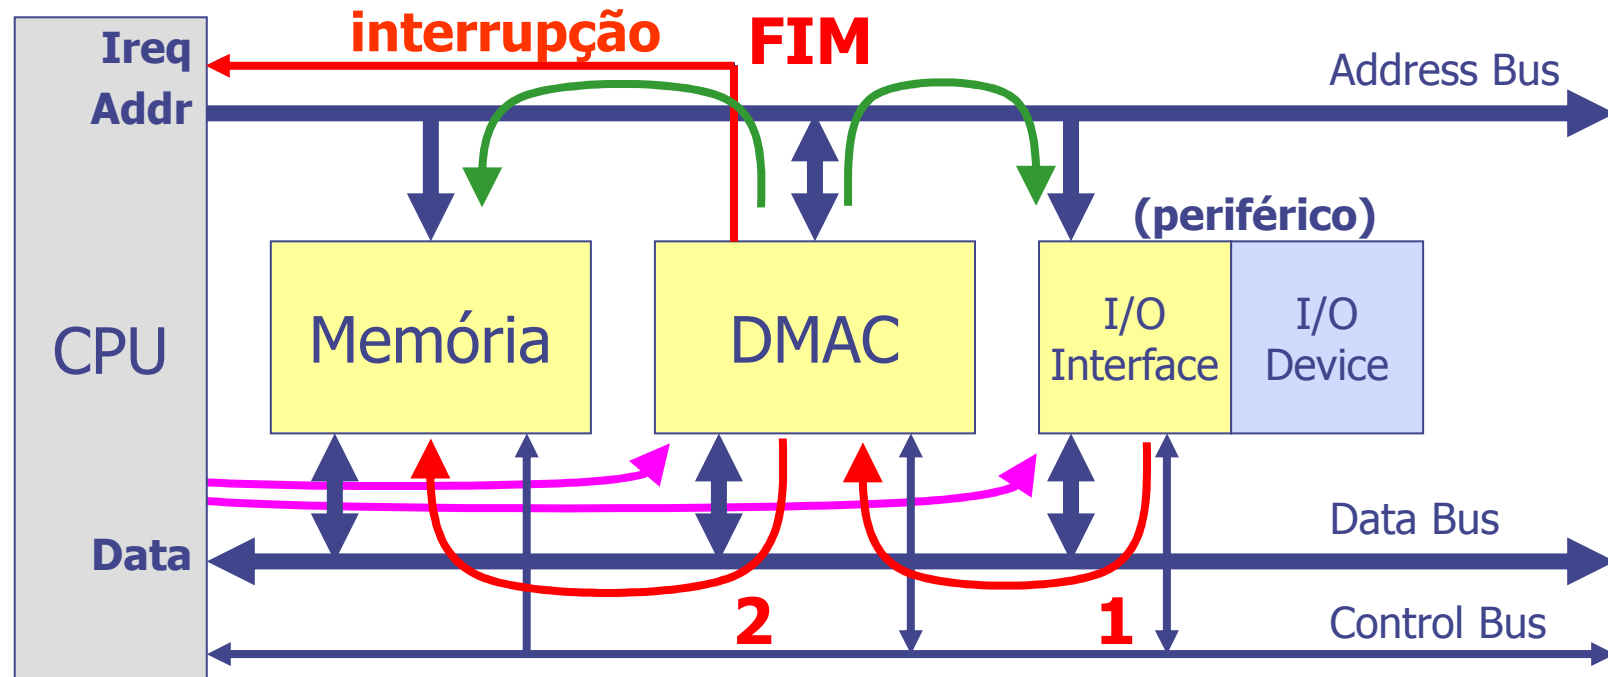 interrupção
FIM
Ireq
Addr
Address Bus
(periférico)
CPU
Memória
DMAC
I/O
Interface
I/O
Device
Data
Data Bus
2
1
Control Bus